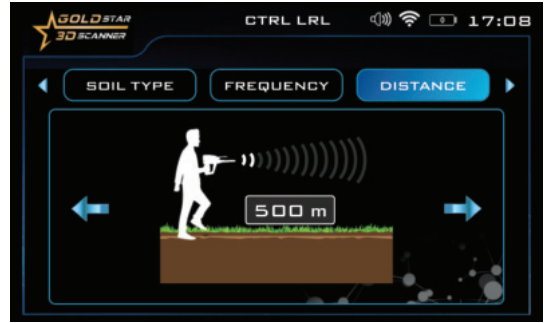 GOLD STAR
3D SCANNER
CTRL LRL
17:08
SOIL TYPE
FREQUENCY
DISTANCE
500 m